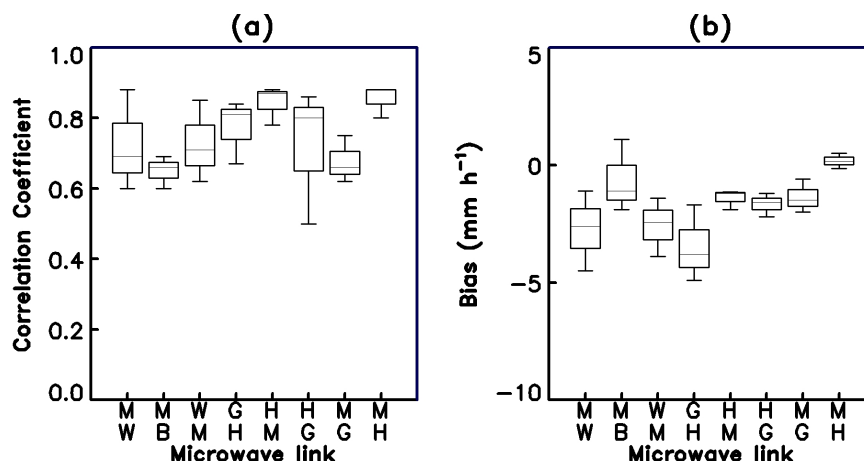 (a)
Correlation Coefficient
1.0
0.8
0.6
0.4
0.2
0.0
M M W G H H M M
W B M H M G G H
Microwave link
(b)
Bias (mm h⁻¹)
5
0
−5
−10
M M W G H H M M
W B M H M G G H
Microwave link